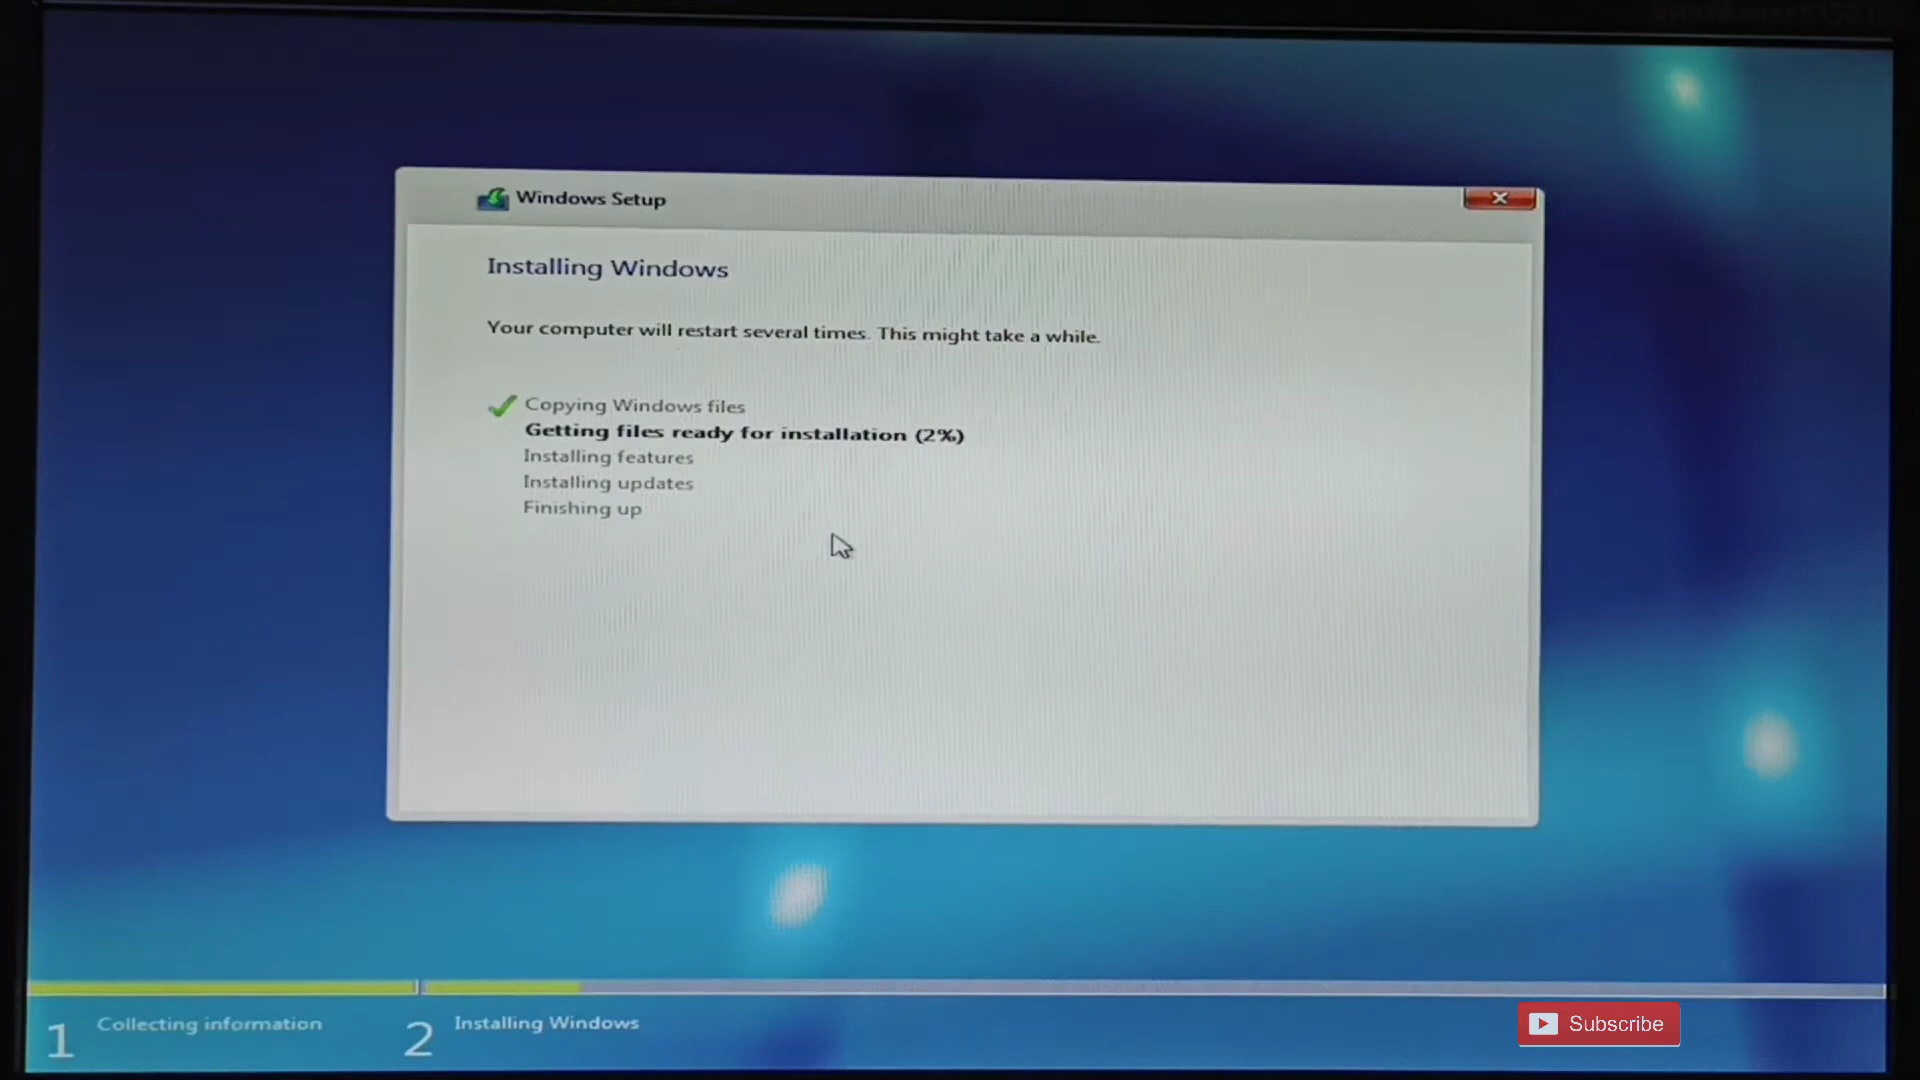 Windows Setup
Installing Windows
Your computer will restart several times. This might take a while.
Copying Windows files
Getting files ready for installation (2%)
Installing features
Installing updates
Finishing up
1 Collecting information
2 Installing Windows
Subscribe